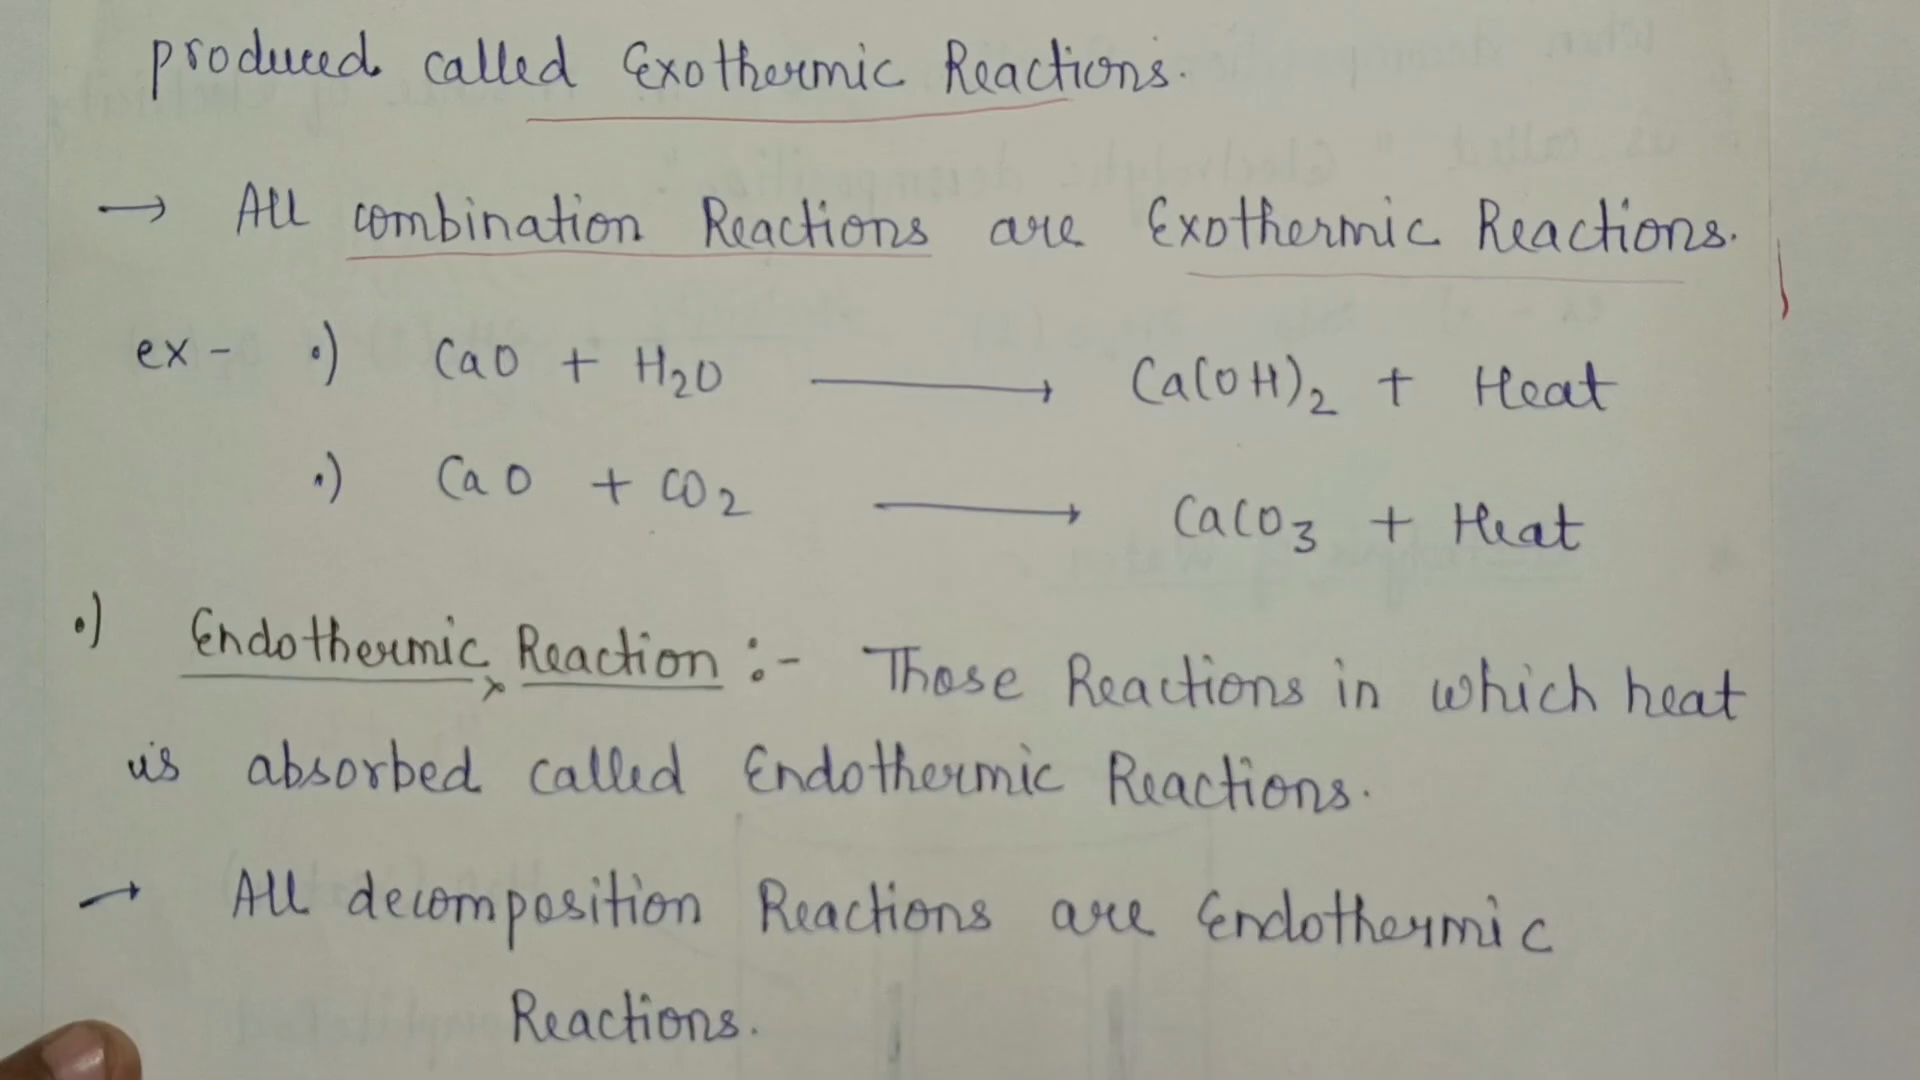 produced called Exothermic Reactions.
→ All combination Reactions are Exothermic Reactions.
ex - •) CaO + H2O ⟶ Ca(OH)2 + Heat
•) CaO + CO2 ⟶ CaCO3 + Heat
•) Endothermic Reaction :- Those Reactions in which heat
is absorbed called Endothermic Reactions.
→ All decomposition Reactions are Endothermic
Reactions.